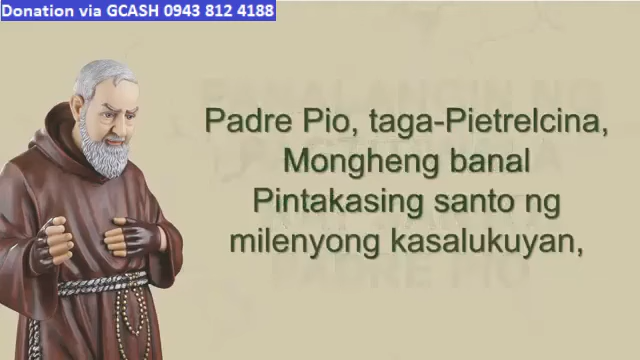 Donation via GCASH 0943 812 4188
Padre Pio, taga-Pietrelcina,
Mongheng banal
Pintakasing santo ng
milenyong kasalukuyan,